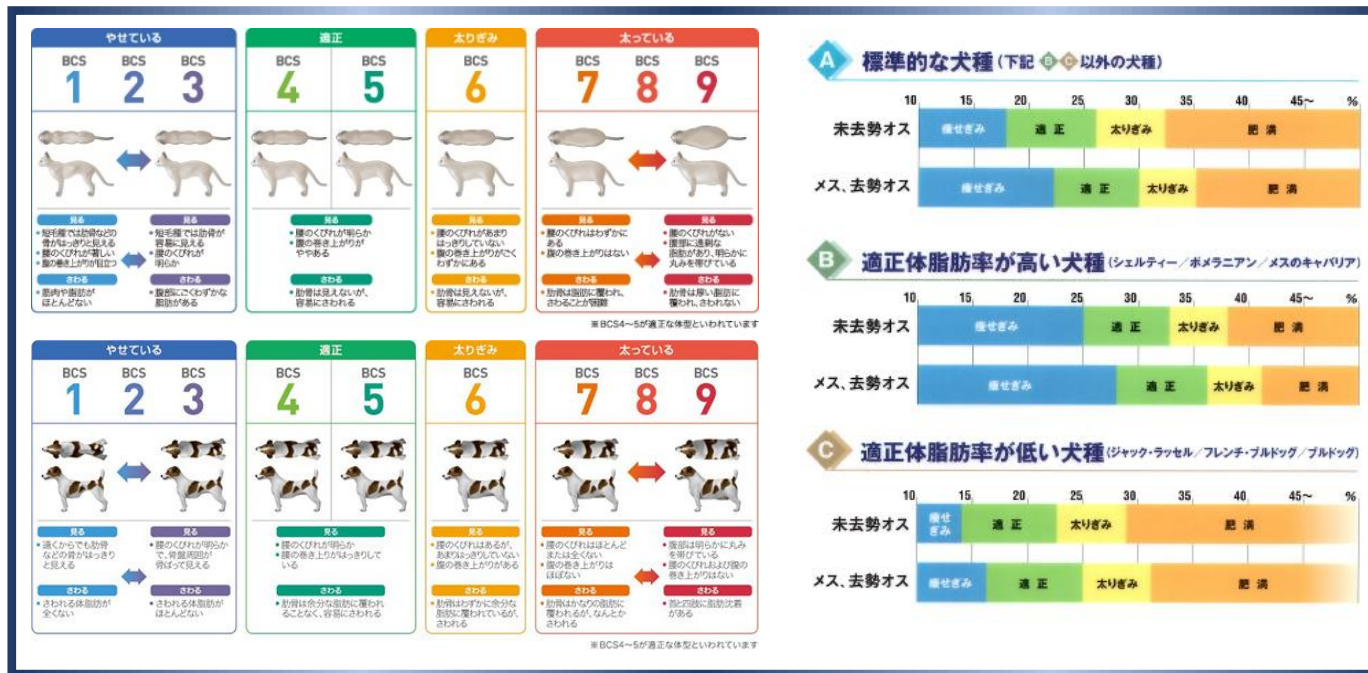 やせている
適正
太りぎみ
太っている
BCS
1
BCS
2
BCS
3
BCS
4
BCS
5
BCS
6
BCS
7
BCS
8
BCS
9
見る
・短毛種では肋骨などの
骨がはっきりと見える
・腰のくびれが著しい
・腹の巻き上がりが目立つ
さわる
・筋肉や脂肪が
ほとんどない
見る
・短毛種では肋骨が
容易に見える
・腰のくびれが
明らか
さわる
・腹部にごくわずかな
脂肪がある
見る
・腰のくびれが明らか
・腹の巻き上がりが
ややある
さわる
・肋骨は見えないが、
容易にさわれる
見る
・腰のくびれがあまり
はっきりしていない
・腹の巻き上がりがごく
わずかにある
さわる
・肋骨は見えないが、
容易にさわれる
見る
・腰のくびれはわずかに
ある
・腹の巻き上がりはない
さわる
・肋骨は脂肪に覆われ、
さわることが困難
見る
・腰のくびれがない
・腹部に過剰な
脂肪があり、明らかに
丸みを帯びている
さわる
・肋骨は厚い脂肪に
覆われ、さわれない
※BCS4〜5が適正な体型といわれています
やせている
適正
太りぎみ
太っている
BCS
1
BCS
2
BCS
3
BCS
4
BCS
5
BCS
6
BCS
7
BCS
8
BCS
9
見る
・遠くからでも肋骨
などの骨がはっきり
と見える
さわる
・さわれる体脂肪が
全くない
見る
・腰のくびれが明らか
で、骨盤周囲が
骨ばって見える
さわる
・さわれる体脂肪が
ほとんどない
見る
・腰のくびれが明らか
・腰の巻き上がりがはっきりして
いる
さわる
・肋骨は余分な脂肪に覆われ
ることなく、容易にさわれる
見る
・腰のくびれはあるが、
あまりはっきりしていない
・腹の巻き上がりがある
さわる
・肋骨はわずかに余分な
脂肪に覆われているが、
さわれる
見る
・腰のくびれはほとんど
または全くない
・腹の巻き上がりは
ほぼない
さわる
・肋骨はかなりの脂肪に
覆われるが、なんとか
さわれる
見る
・腹部は明らかに丸み
を帯びている
・腰のくびれおよび腹の
巻き上がりはない
さわる
・首と四肢に脂肪沈着
がある
※BCS4〜5が適正な体型といわれています
A 標準的な犬種(下記 B C 以外の犬種)
10 15 20 25 30 35 40 45〜 %
未去勢オス 痩せぎみ 適正 太りぎみ 肥満
メス、去勢オス 痩せぎみ 適正 太りぎみ 肥満
B 適正体脂肪率が高い犬種(シェルティー/ポメラニアン/メスのキャバリア)
10 15 20 25 30 35 40 45〜 %
未去勢オス 痩せぎみ 適正 太りぎみ 肥満
メス、去勢オス 痩せぎみ 適正 太りぎみ 肥満
C 適正体脂肪率が低い犬種(ジャック・ラッセル/フレンチ・ブルドッグ/ブルドッグ)
10 15 20 25 30 35 40 45〜 %
未去勢オス 痩せぎみ 適正 太りぎみ 肥満
メス、去勢オス 痩せぎみ 適正 太りぎみ 肥満